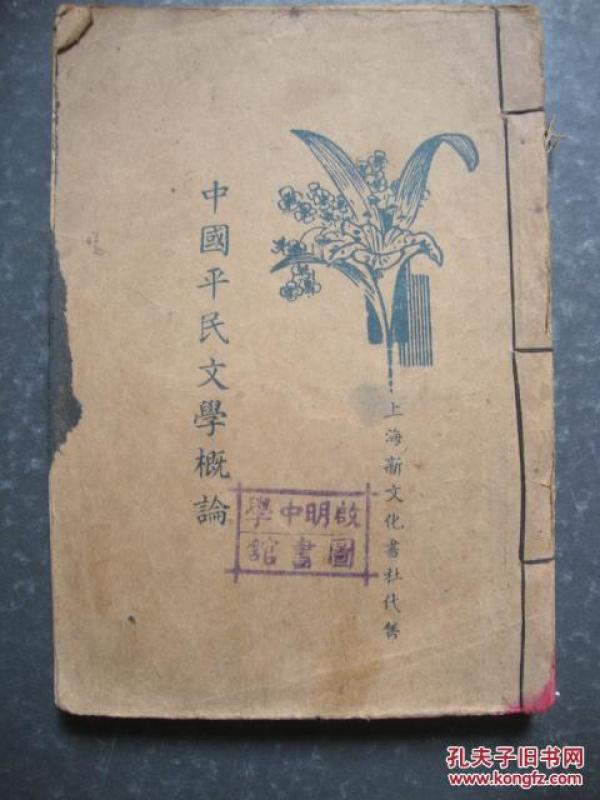 中國平民文學概論
上海新文化書社代售
啟明中學
圖書館
孔夫子旧书网
www.kongfz.com